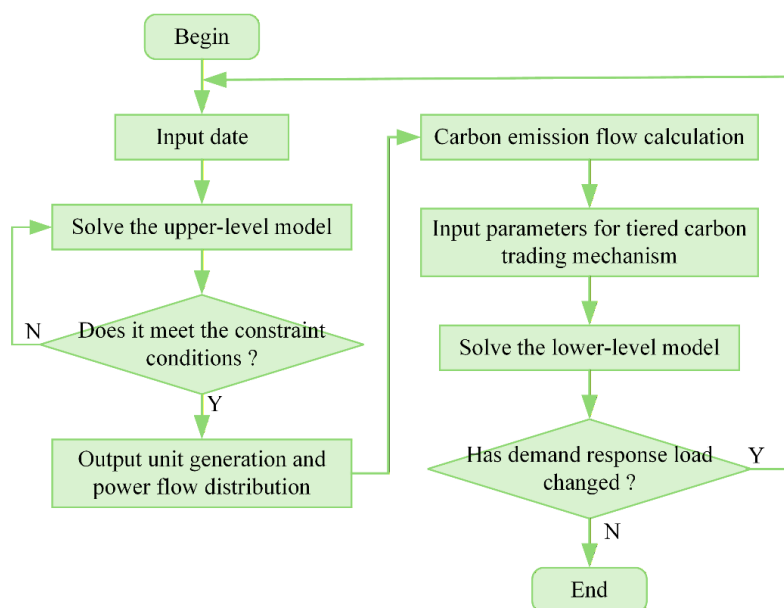 Begin
Input date
Solve the upper-level model
N
Does it meet the constraint
conditions ?
Y
Output unit generation and
power flow distribution
Carbon emission flow calculation
Input parameters for tiered carbon
trading mechanism
Solve the lower-level model
Has demand response load
changed ?
Y
N
End